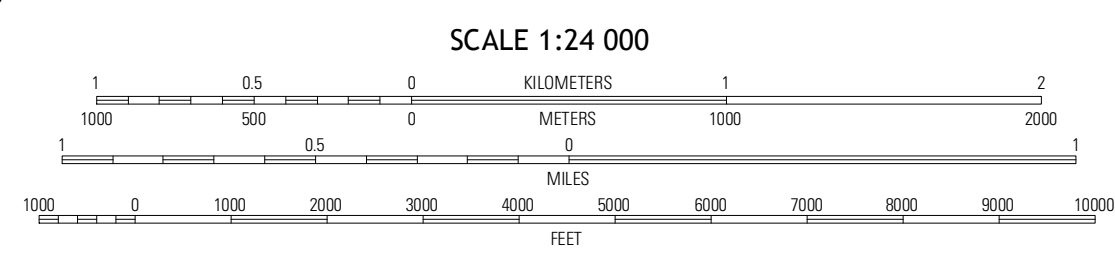 SCALE 1:24 000
1 0.5 0 KILOMETERS 1 2
1000 500 0 METERS 1000 2000
1 0.5 0 1
MILES
1000 0 1000 2000 3000 4000 5000 6000 7000 8000 9000 10000
FEET